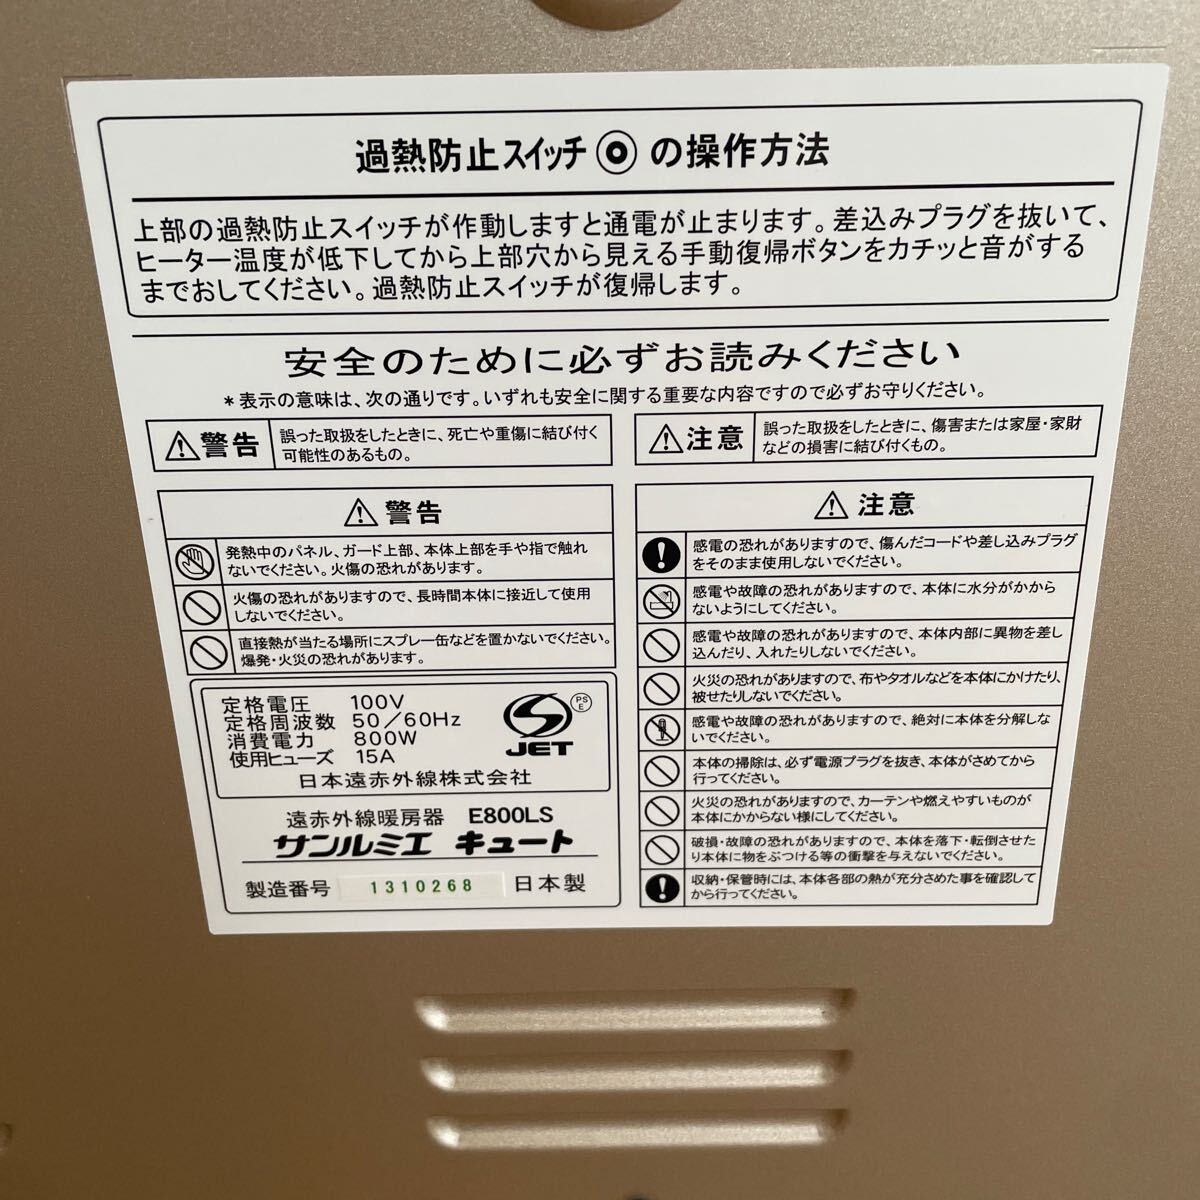 過熱防止スイッチ◎の操作方法
上部の過熱防止スイッチが作動しますと通電が止まります。差込みプラグを抜いて、
ヒーター温度が低下してから上部穴から見える手動復帰ボタンをカチッと音がする
までおしてください。過熱防止スイッチが復帰します。
安全のために必ずお読みください
*表示の意味は、次の通りです。いずれも安全に関する重要な内容ですので必ずお守りください。
警告
誤った取扱をしたときに、死亡や重傷に結び付く
可能性のあるもの。
注意
誤った取扱をしたときに、傷害または家屋・家財
などの損害に結び付くもの。
警告
発熱中のパネル、ガード上部、本体上部を手や指で触れ
ないでください。火傷の恐れがあります。
火傷の恐れがありますので、長時間本体に接近して使用
しないでください。
直接熱が当たる場所にスプレー缶などを置かないでください。
爆発・火災の恐れがあります。
定格電圧 100V
定格周波数 50/60Hz
消費電力 800W
使用ヒューズ 15A
PS
E
JET
日本遠赤外線株式会社
遠赤外線暖房器 E800LS
サンルミエ キュート
製造番号 1310268 日本製
注意
感電の恐れがありますので、傷んだコードや差し込みプラグ
をそのまま使用しないでください。
感電や故障の恐れがありますので、本体に水分がかから
ないようにしてください。
感電や故障の恐れがありますので、本体内部に異物を差し
込んだり、入れたりしないでください。
火災の恐れがありますので、布やタオルなどを本体にかけたり、
被せたりしないでください。
感電や故障の恐れがありますので、絶対に本体を分解しな
いでください。
本体の掃除は、必ず電源プラグを抜き、本体がさめてから
行ってください。
火災の恐れがありますので、カーテンや燃えやすいものが
本体にかからない様にしてください。
破損・故障の恐れがありますので、本体を落下・転倒させた
り本体に物をぶつける等の衝撃を与えないでください。
収納・保管時には、本体各部の熱が充分さめた事を確認して
から行ってください。